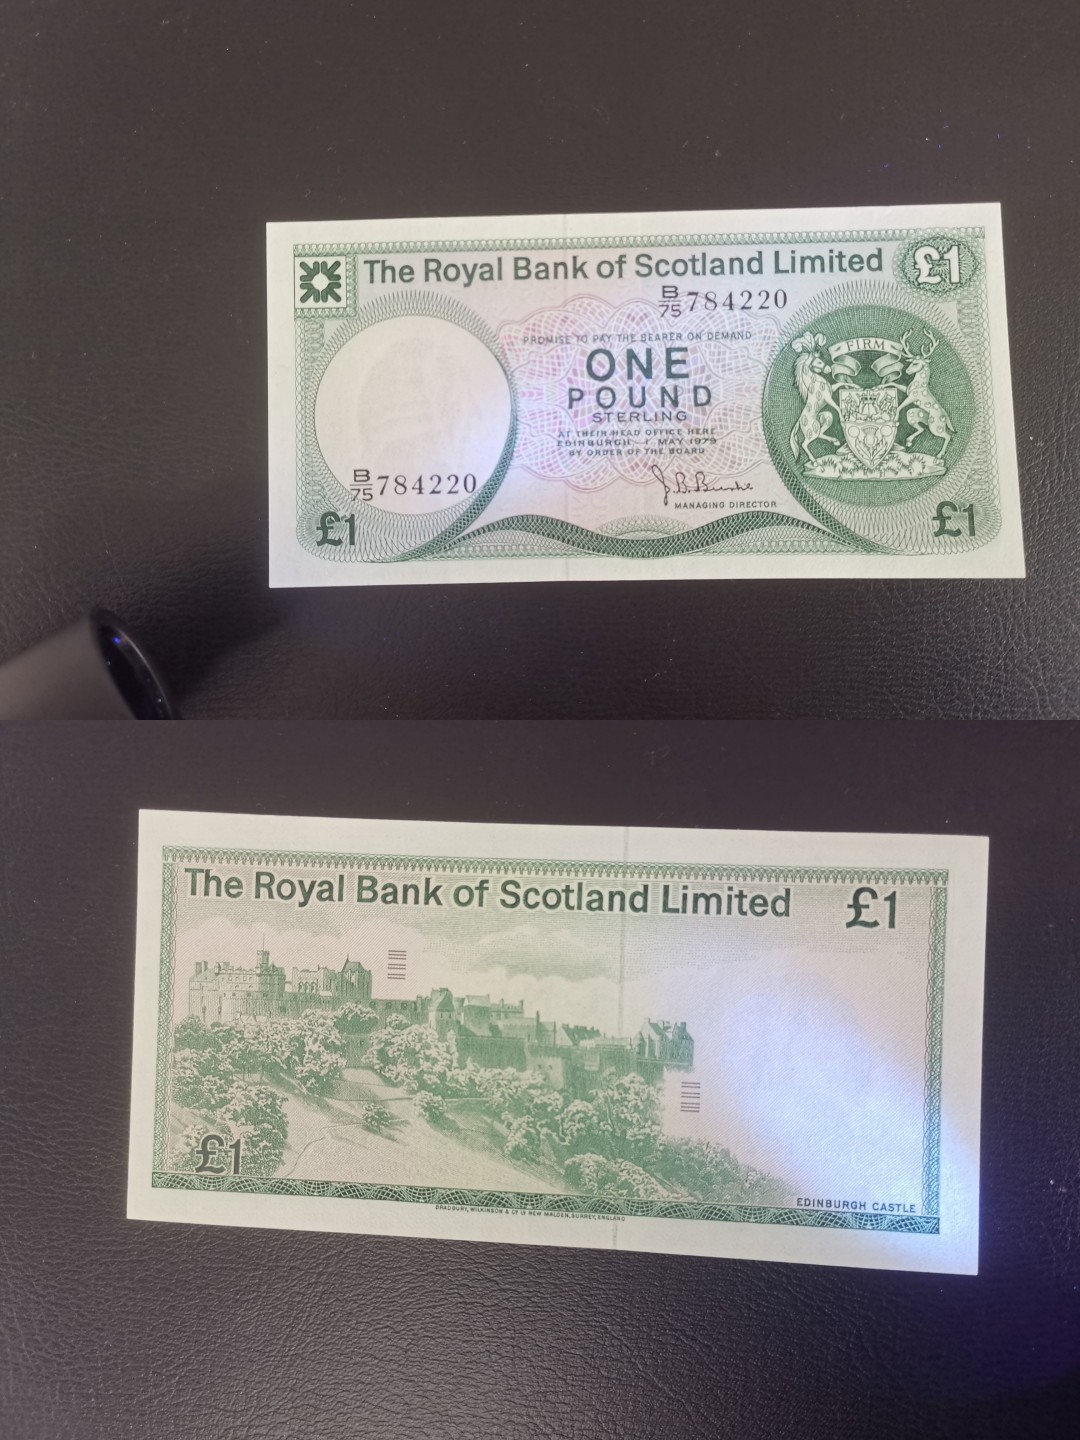 The Royal Bank of Scotland Limited
£1
B/75 784220
PROMISE TO PAY THE BEARER ON DEMAND
ONE
POUND
STERLING
AT THEIR HEAD OFFICE HERE
EDINBURGH 1 MAY 1979
BY ORDER OF THE BOARD
FIRM
B/75 784220
MANAGING DIRECTOR
£1
£1
The Royal Bank of Scotland Limited
£1
£1
EDINBURGH CASTLE
BRADBURY, WILKINSON & Co Ld NEW MALDEN, SURREY, ENGLAND